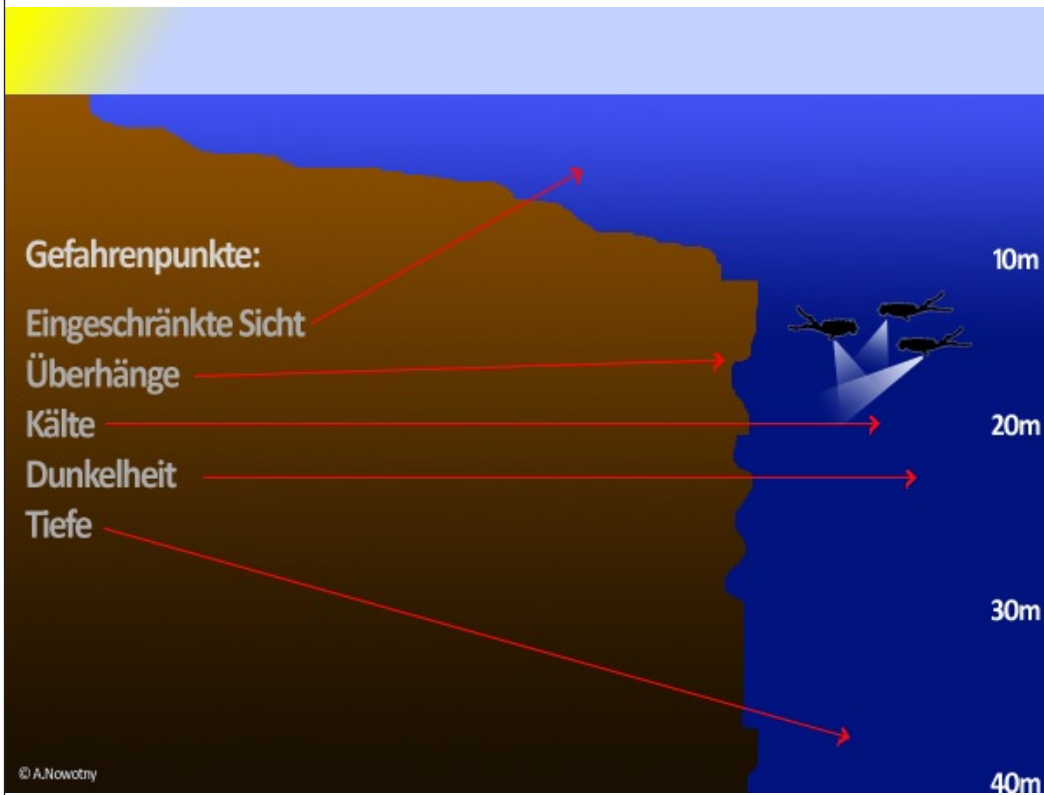 Gefahrenpunkte:
Eingeschränkte Sicht
Überhänge
Kälte
Dunkelheit
Tiefe
10m
20m
30m
40m
© A.Nowotny